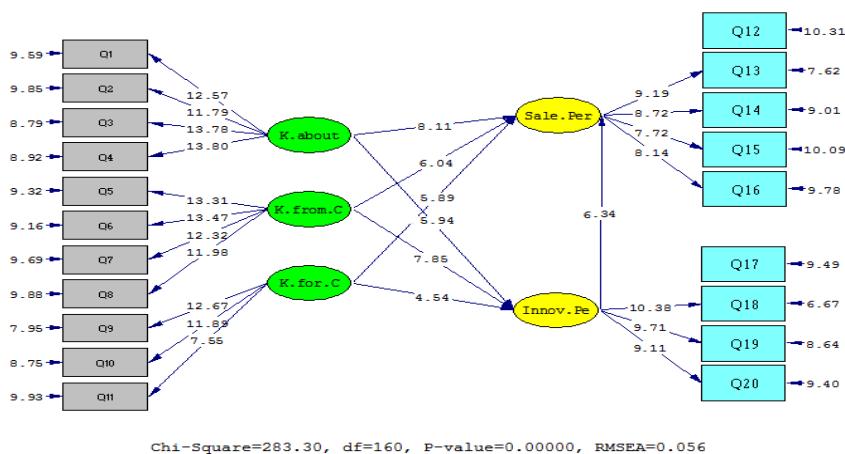 9.59 Q1
9.85 Q2
8.79 Q3
8.92 Q4
9.32 Q5
9.16 Q6
9.69 Q7
9.88 Q8
7.95 Q9
8.75 Q10
9.93 Q11
12.57
11.79
13.78
13.80
13.31
13.47
12.32
11.98
12.67
11.89
7.55
K.about
K.from.C
K.for.C
8.11
6.04
5.89
5.94
7.85
4.54
Sale.Per
6.34
Innov.Pe
9.19
8.72
7.72
8.14
10.38
9.71
9.11
Q12 10.31
Q13 7.62
Q14 9.01
Q15 10.09
Q16 9.78
Q17 9.49
Q18 6.67
Q19 8.64
Q20 9.40
Chi-Square=283.30, df=160, P-value=0.00000, RMSEA=0.056